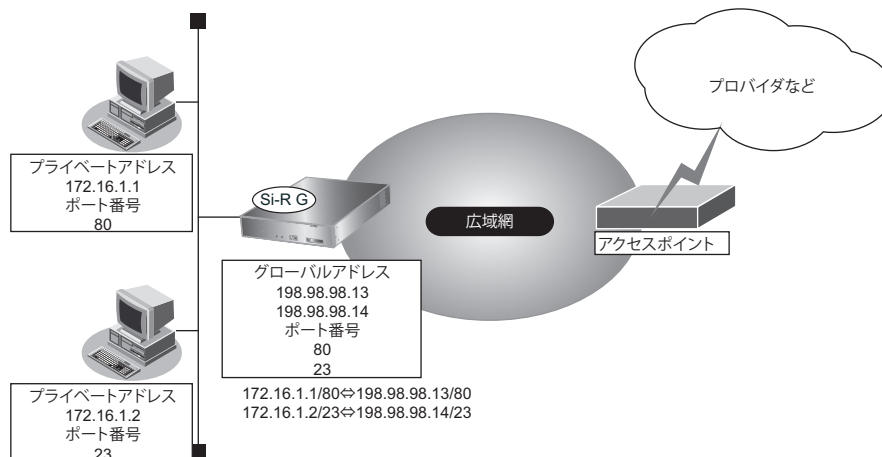 プロバイダなど
プライベートアドレス
172.16.1.1
ポート番号
80
Si-R G
広域網
アクセスポイント
グローバルアドレス
198.98.98.13
198.98.98.14
ポート番号
80
23
172.16.1.1/80⇔198.98.98.13/80
172.16.1.2/23⇔198.98.98.14/23
プライベートアドレス
172.16.1.2
ポート番号
23